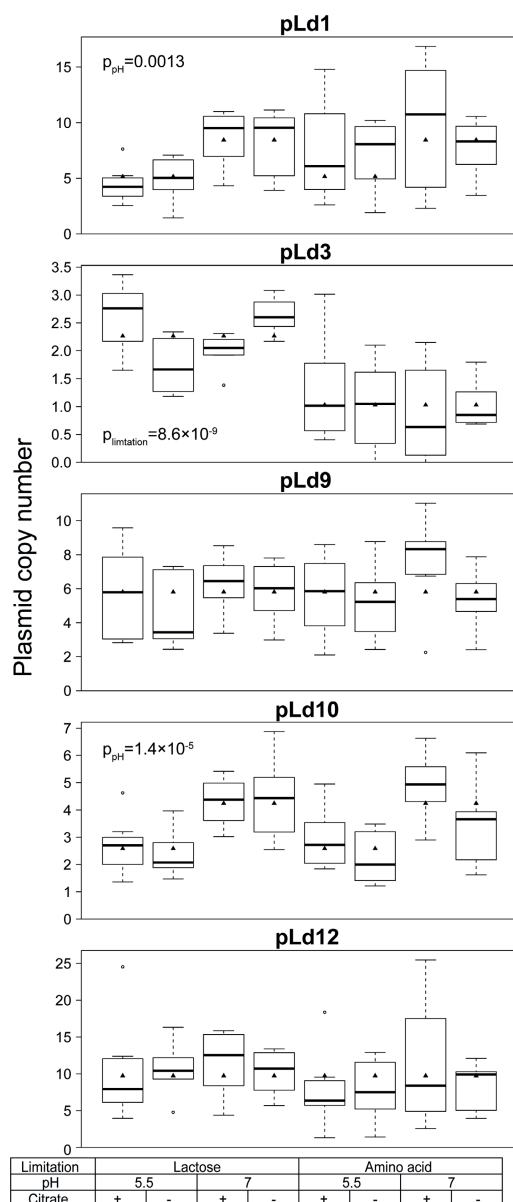 pLd1
p_pH=0.0013
15
10
5
0
pLd3
3.5
3.0
2.5
2.0
1.5
1.0
0.5
0.0
p_limtation=8.6×10^-9
Plasmid copy number
pLd9
10
8
6
4
2
0
pLd10
7
6
5
4
3
2
1
0
p_pH=1.4×10^-5
pLd12
25
20
15
10
5
0
Limitation Lactose Amino acid
pH 5.5 7 5.5 7
Citrate + - + - + - + -